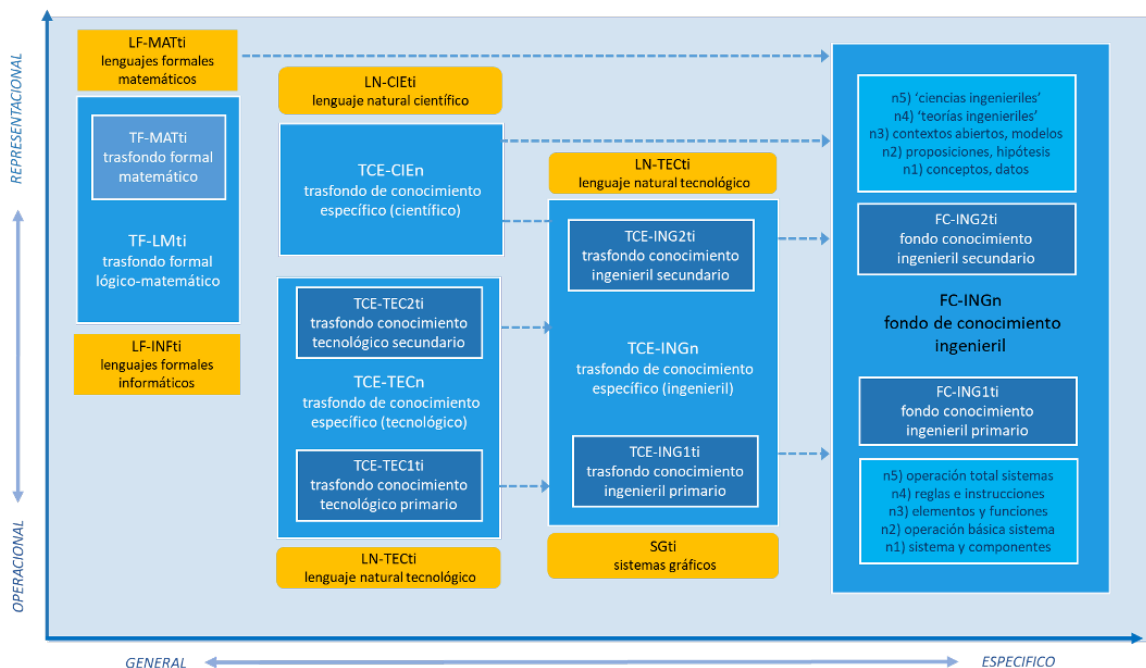 REPRESENTACIONAL
OPERACIONAL
LF-MATti
lenguajes formales
matemáticos
TF-MATti
trasfondo formal
matemático
TF-LMti
trasfondo formal
lógico-matemático
LF-INFti
lenguajes formales
informáticos
LN-CIEti
lenguaje natural científico
TCE-CIEn
trasfondo de conocimiento
específico (científico)
TCE-TEC2ti
trasfondo conocimiento
tecnológico secundario
TCE-TECn
trasfondo de conocimiento
específico (tecnológico)
TCE-TEC1ti
trasfondo conocimiento
tecnológico primario
LN-TECti
lenguaje natural tecnológico
LN-TECti
lenguaje natural tecnológico
TCE-ING2ti
trasfondo conocimiento
ingenieril secundario
TCE-INGn
trasfondo de conocimiento
específico (ingenieril)
TCE-ING1ti
trasfondo conocimiento
ingenieril primario
SGti
sistemas gráficos
n5) ‘ciencias ingenieriles’
n4) ‘teorías ingenieriles’
n3) contextos abiertos, modelos
n2) proposiciones, hipótesis
n1) conceptos, datos
FC-ING2ti
fondo conocimiento
ingenieril secundario
FC-INGn
fondo de conocimiento
ingenieril
FC-ING1ti
fondo conocimiento
ingenieril primario
n5) operación total sistemas
n4) reglas e instrucciones
n3) elementos y funciones
n2) operación básica sistema
n1) sistema y componentes
GENERAL
ESPECIFICO